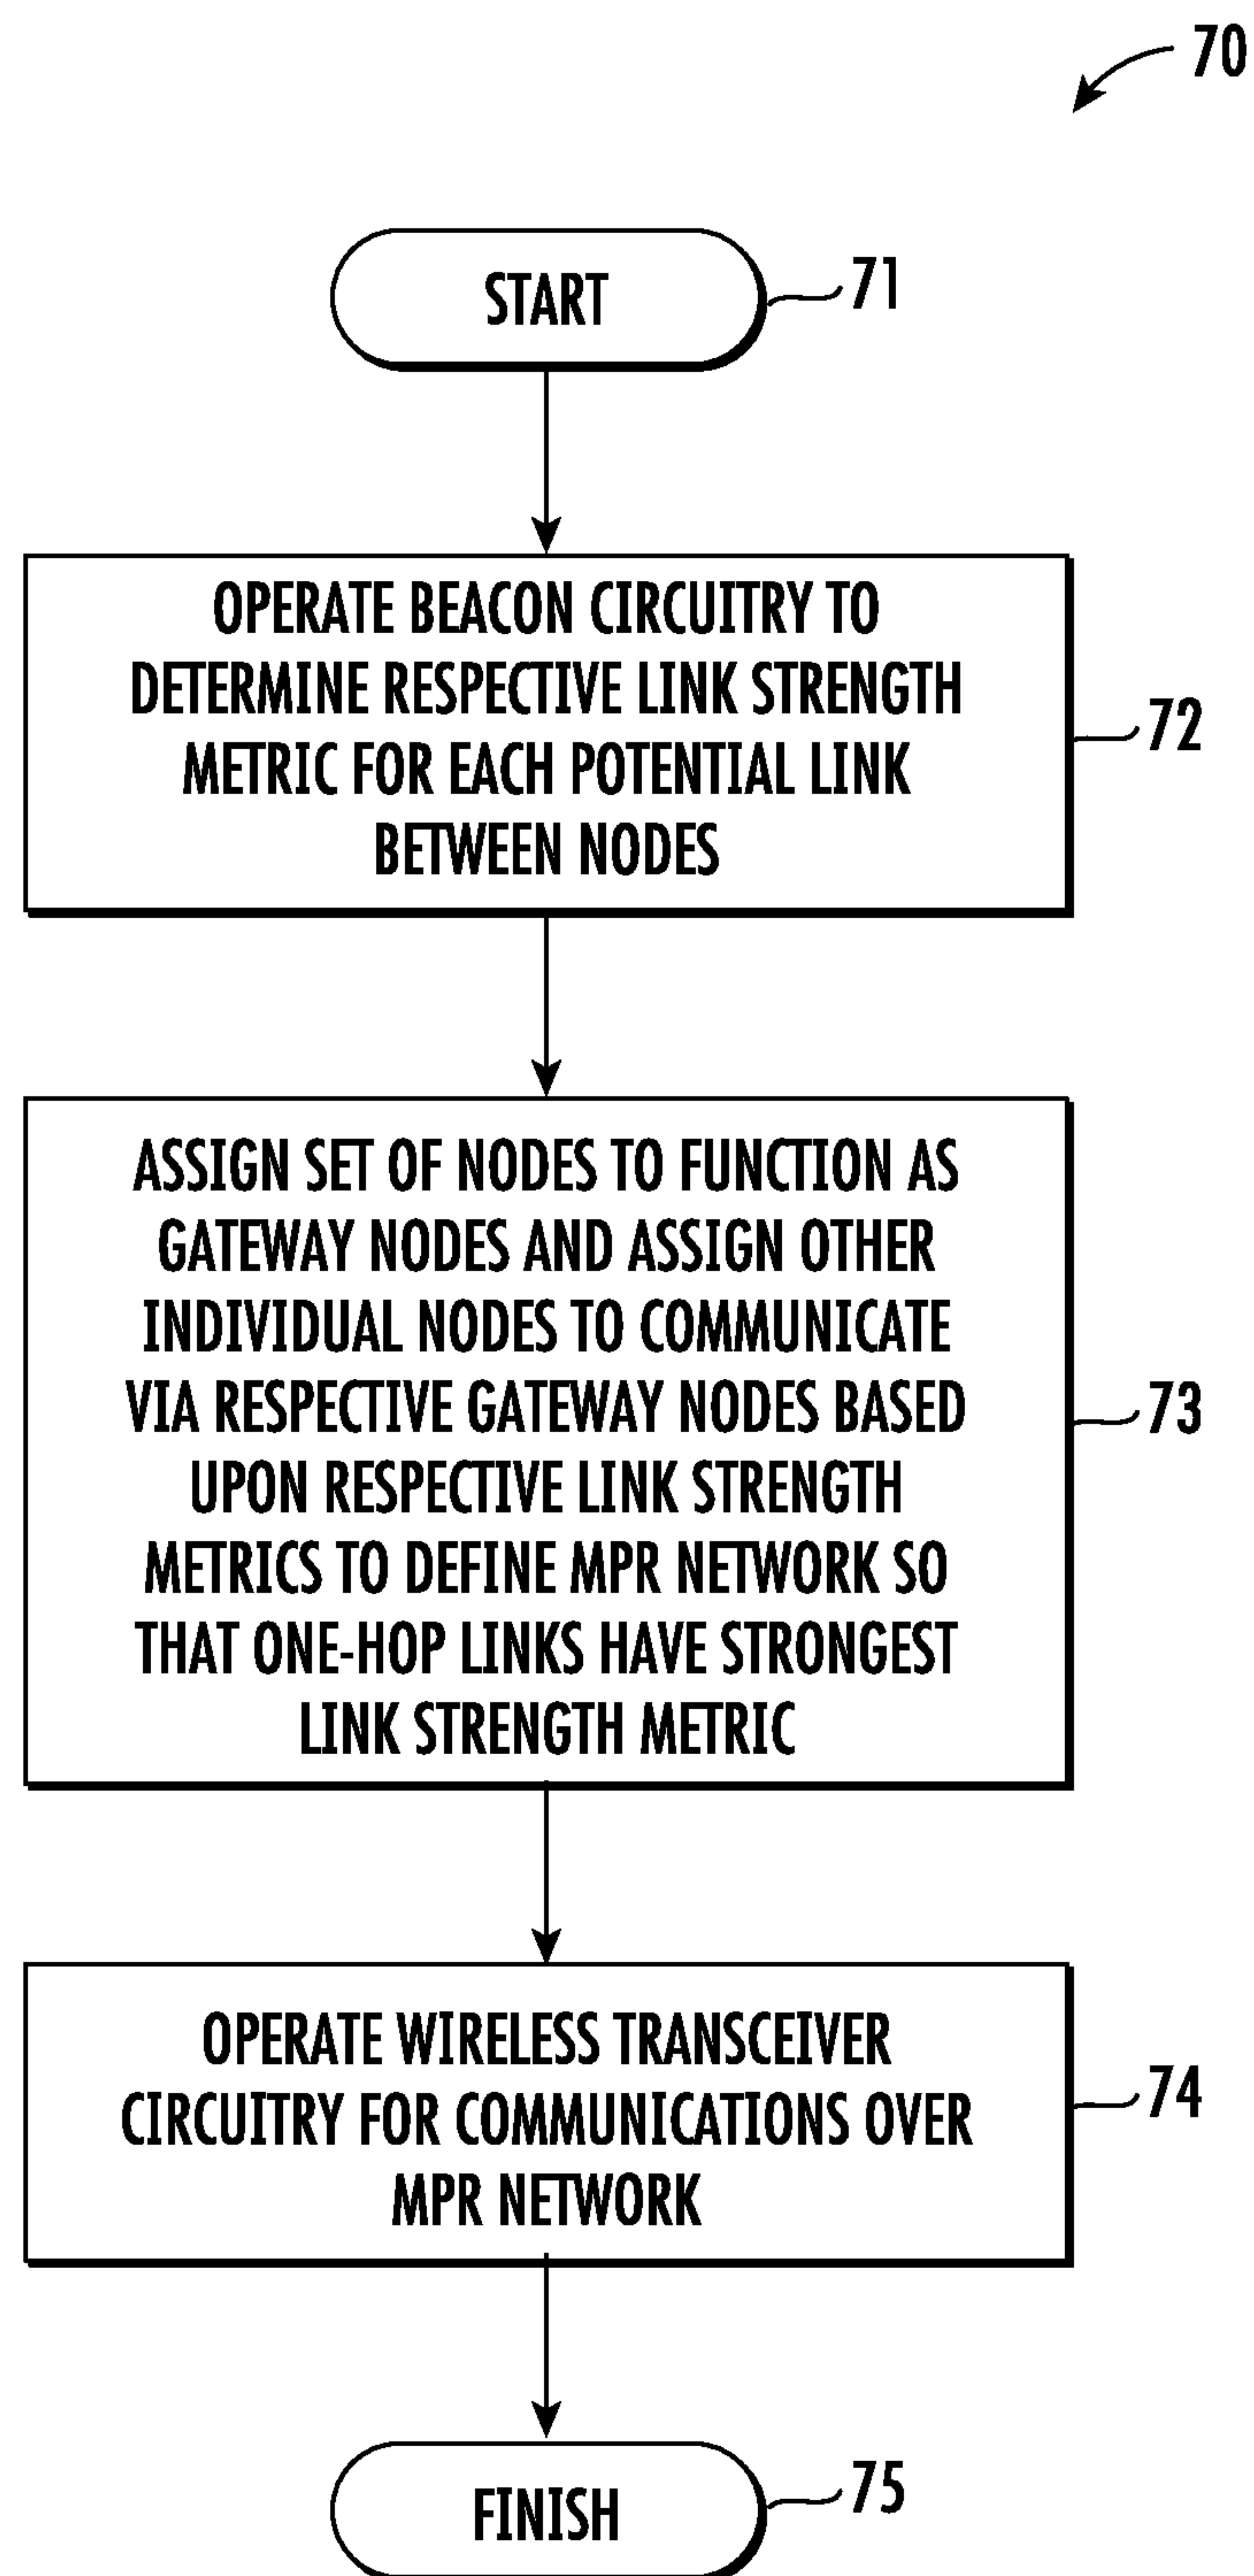 70
START
71
OPERATE BEACON CIRCUITRY TO
DETERMINE RESPECTIVE LINK STRENGTH
METRIC FOR EACH POTENTIAL LINK
BETWEEN NODES
72
ASSIGN SET OF NODES TO FUNCTION AS
GATEWAY NODES AND ASSIGN OTHER
INDIVIDUAL NODES TO COMMUNICATE
VIA RESPECTIVE GATEWAY NODES BASED
UPON RESPECTIVE LINK STRENGTH
METRICS TO DEFINE MPR NETWORK SO
THAT ONE-HOP LINKS HAVE STRONGEST
LINK STRENGTH METRIC
73
OPERATE WIRELESS TRANSCEIVER
CIRCUITRY FOR COMMUNICATIONS OVER
MPR NETWORK
74
FINISH
75